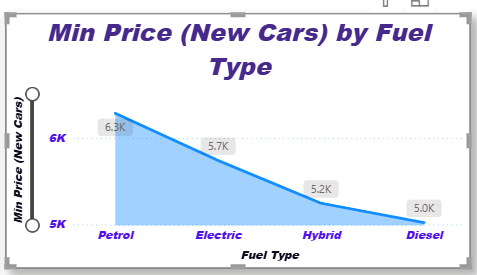 Min Price (New Cars) by Fuel
Type
Min Price (New Cars)
6.3K
6K
5.7K
5.2K
5.0K
5K
Petrol Electric Hybrid Diesel
Fuel Type